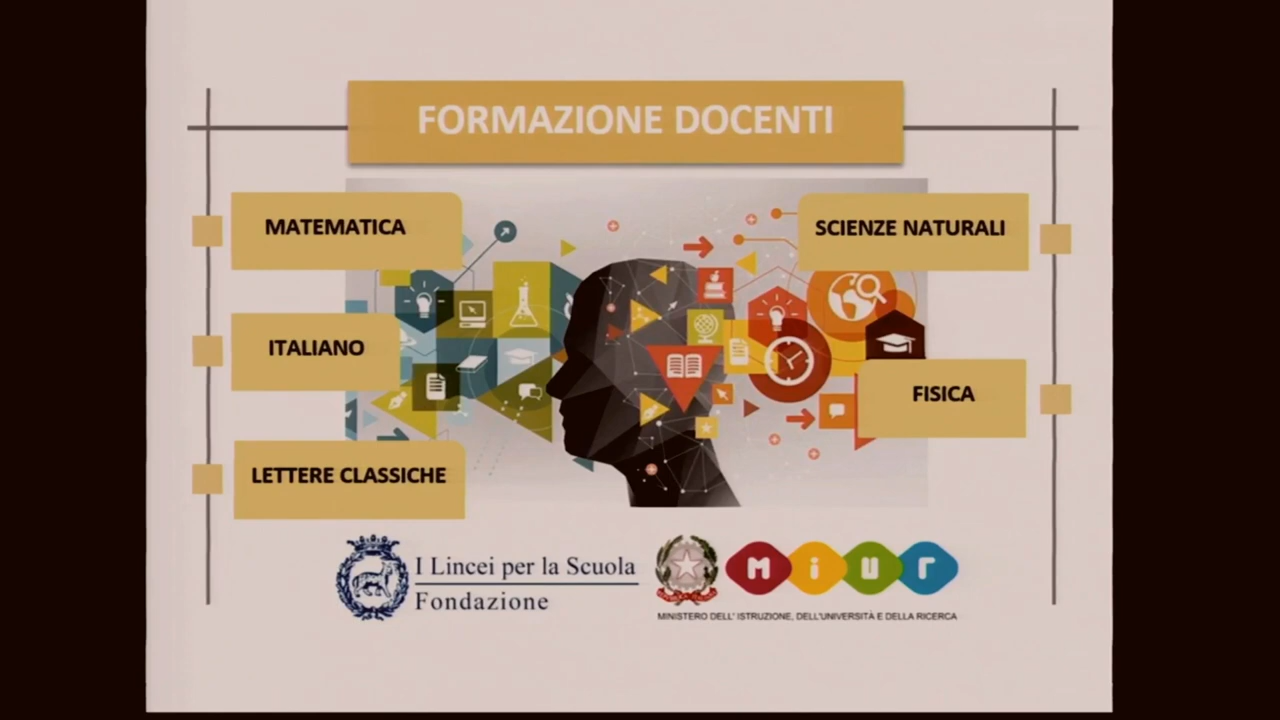 FORMAZIONE DOCENTI
MATEMATICA
SCIENZE NATURALI
ITALIANO
FISICA
LETTERE CLASSICHE
I Lincei per la Scuola
Fondazione
MIUR
MINISTERO DELL' ISTRUZIONE, DELL'UNIVERSITÀ E DELLA RICERCA